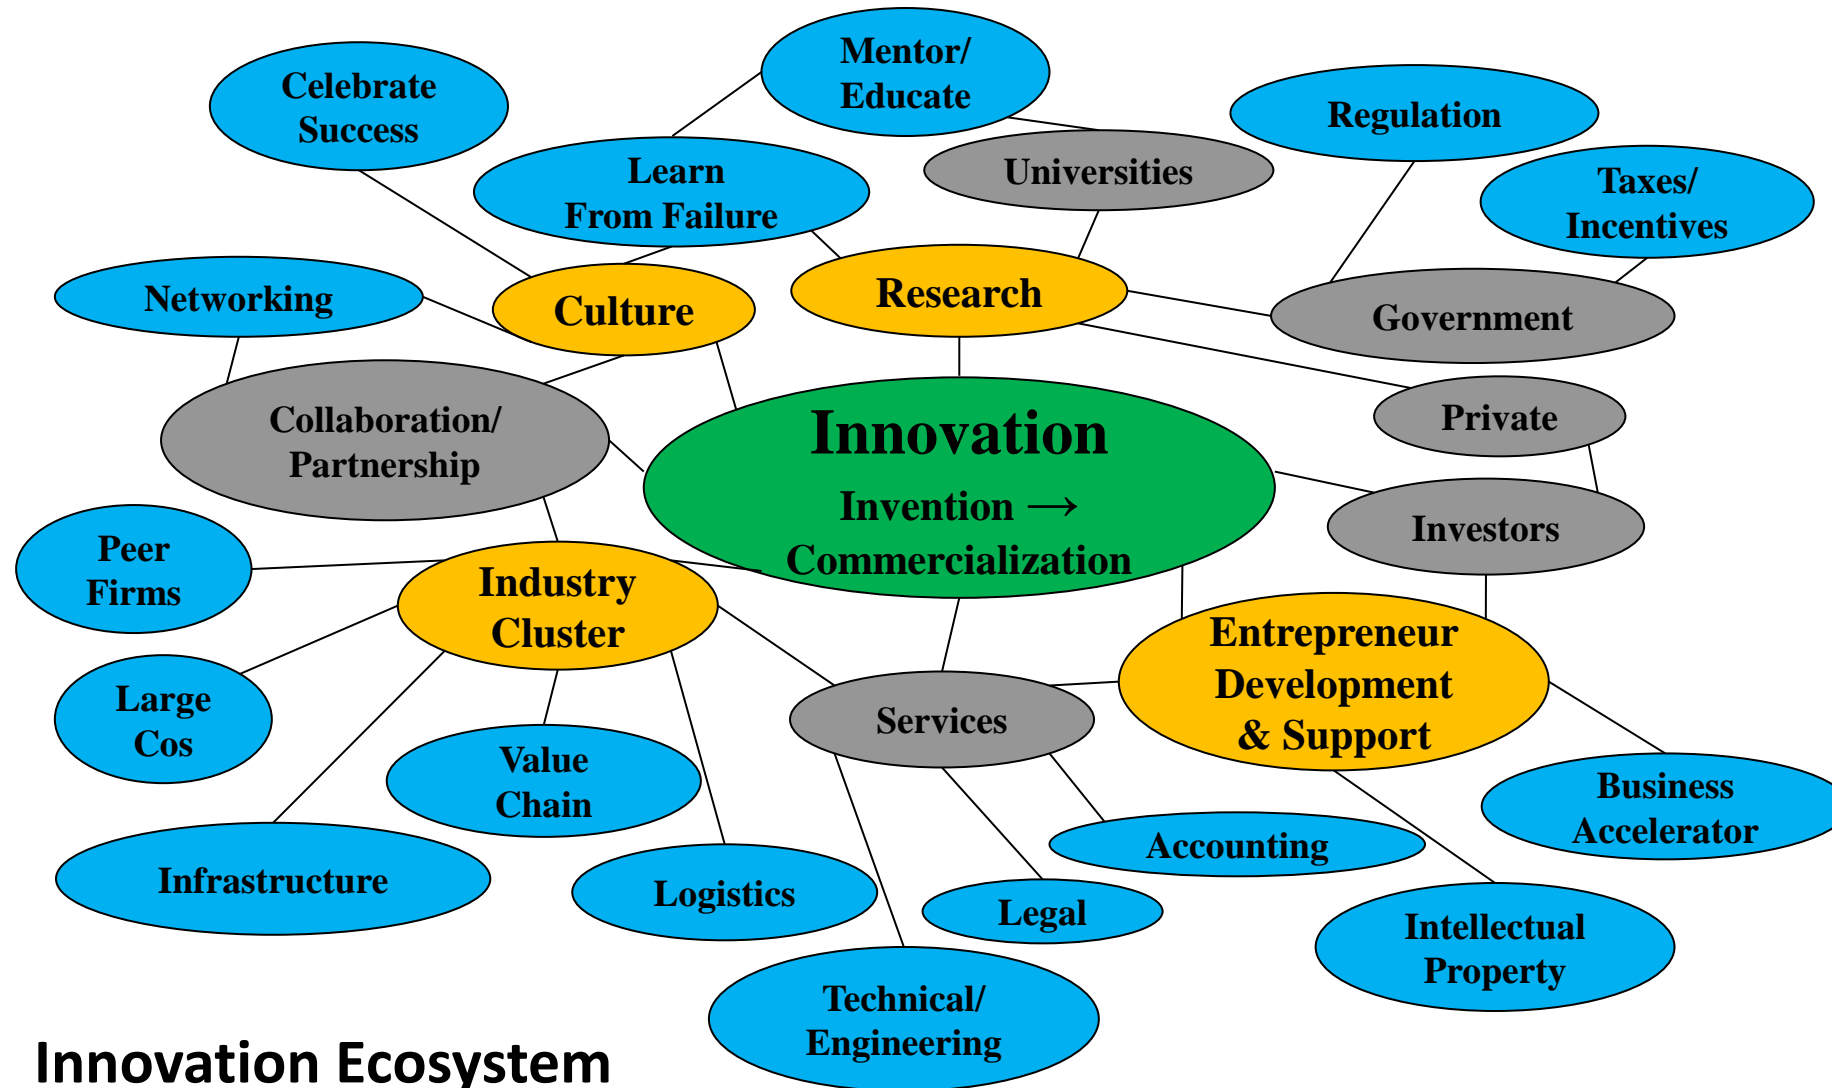 Mentor/
Educate
Celebrate
Success
Regulation
Learn
From Failure
Universities
Taxes/
Incentives
Networking
Culture
Research
Government
Collaboration/
Partnership
Innovation
Invention →
Commercialization
Private
Investors
Peer
Firms
Industry
Cluster
Entrepreneur
Development
& Support
Large
Cos
Services
Value
Chain
Business
Accelerator
Accounting
Infrastructure
Logistics
Legal
Intellectual
Property
Technical/
Engineering
Innovation Ecosystem